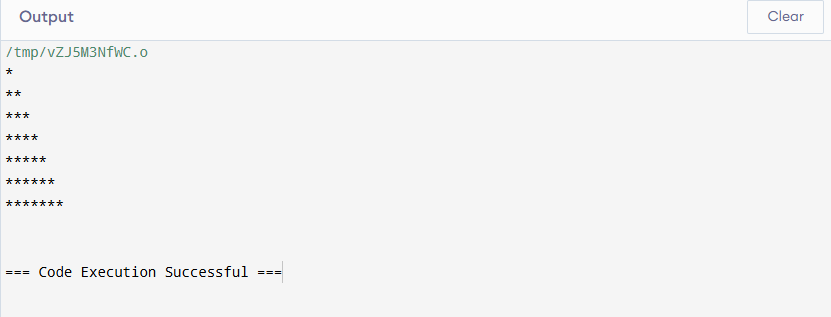 Output
Clear
/tmp/vZJ5M3NfWC.o
*
**
***
****
*****
******
*******
=== Code Execution Successful ===